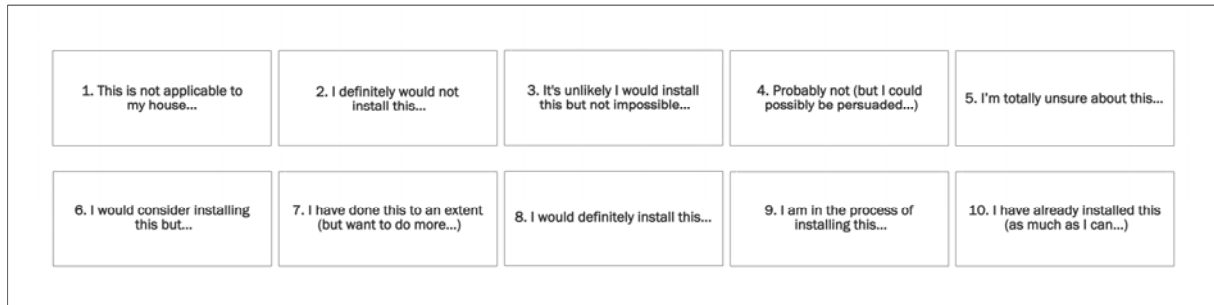 1. This is not applicable to
my house...
2. I definitely would not
install this...
3. It's unlikely I would install
this but not impossible...
4. Probably not (but I could
possibly be persuaded...)
5. I'm totally unsure about this...
6. I would consider installing
this but...
7. I have done this to an extent
(but want to do more...)
8. I would definitely install this...
9. I am in the process of
installing this...
10. I have already installed this
(as much as I can...)